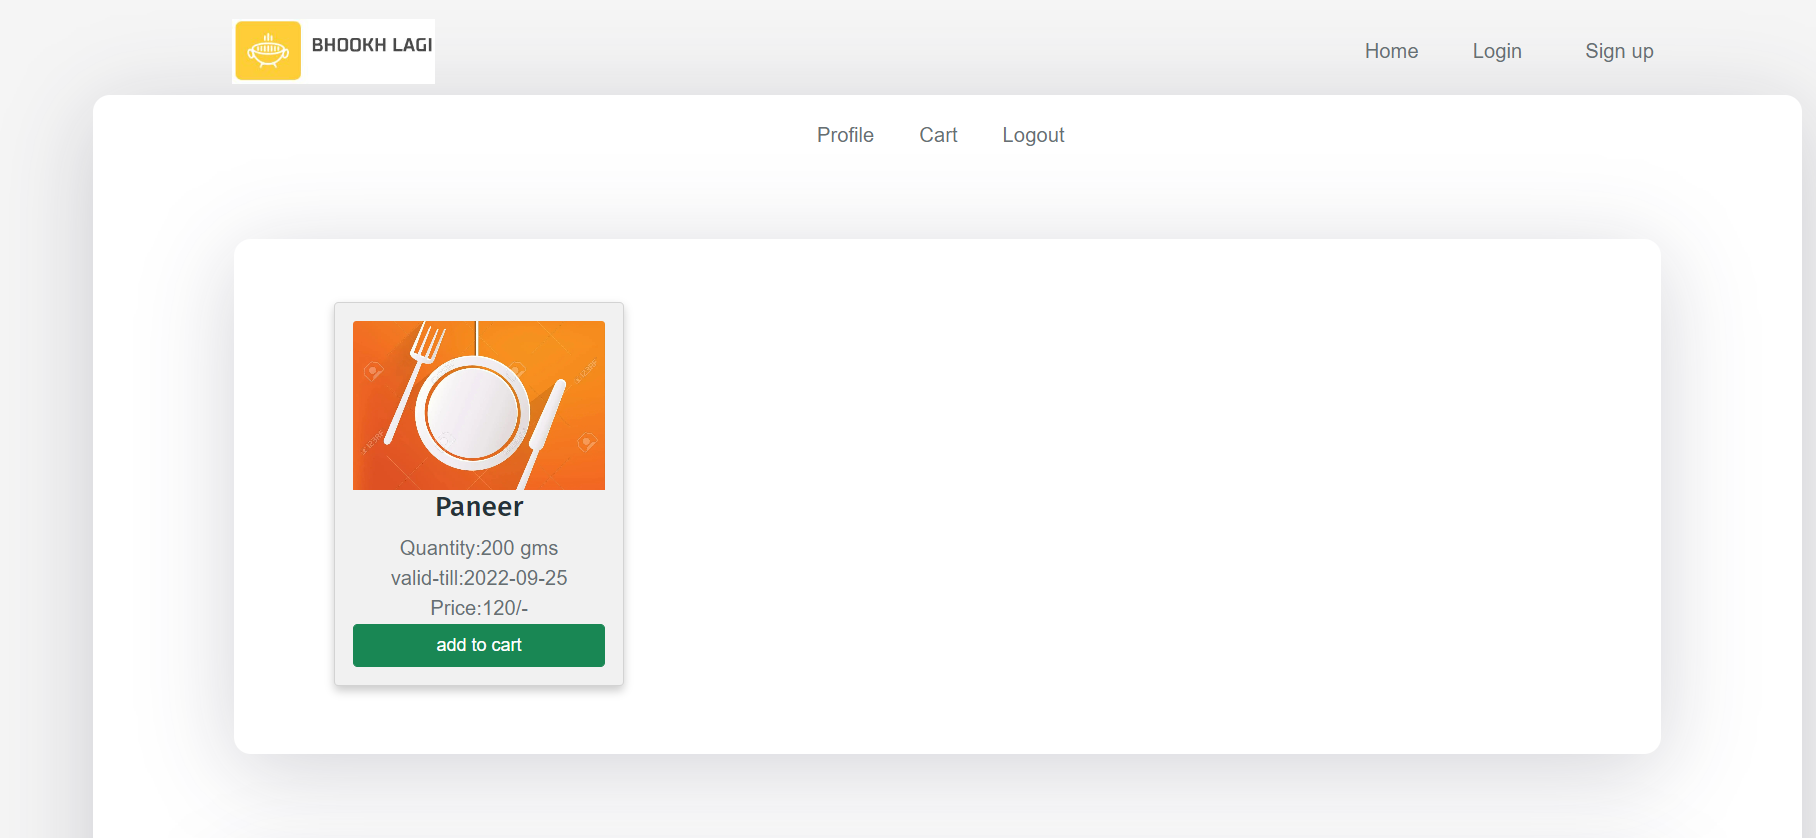 BHOOKH LAGI
Home Login Sign up
Profile Cart Logout
Paneer
Quantity:200 gms
valid-till:2022-09-25
Price:120/-
add to cart